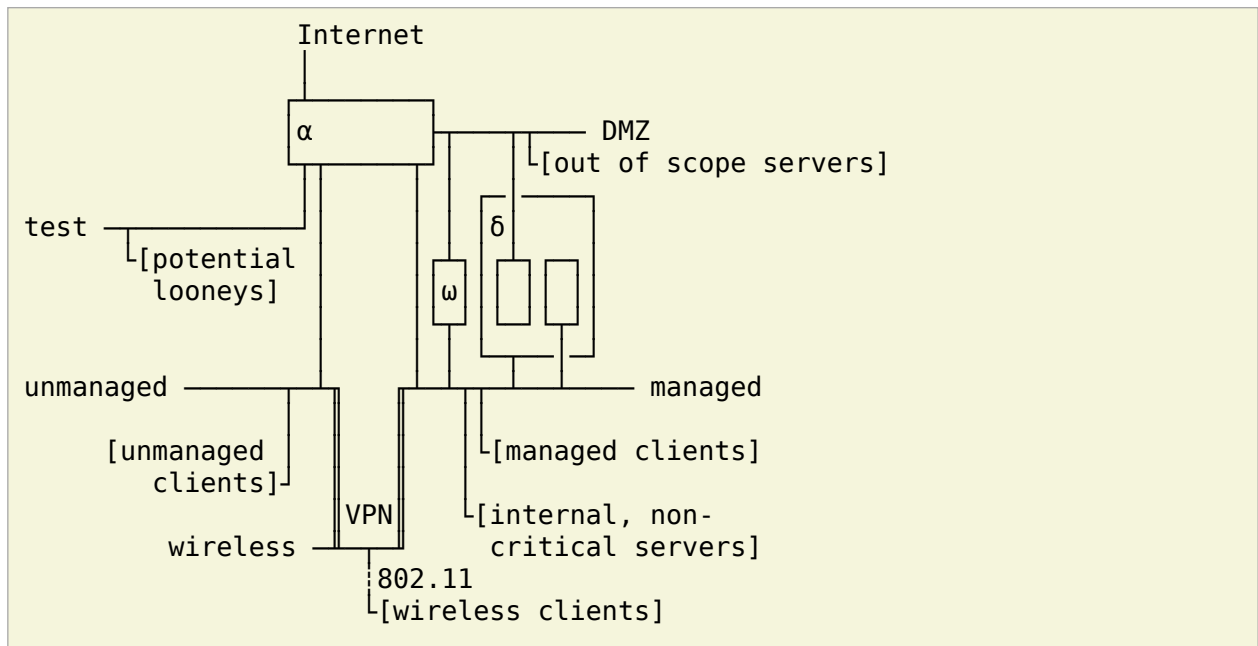 Internet
α
DMZ
[out of scope servers]
test
δ
[potential
looneys]
ω
unmanaged
managed
[unmanaged
clients]
[managed clients]
VPN
[internal, non-
critical servers]
wireless
802.11
[wireless clients]